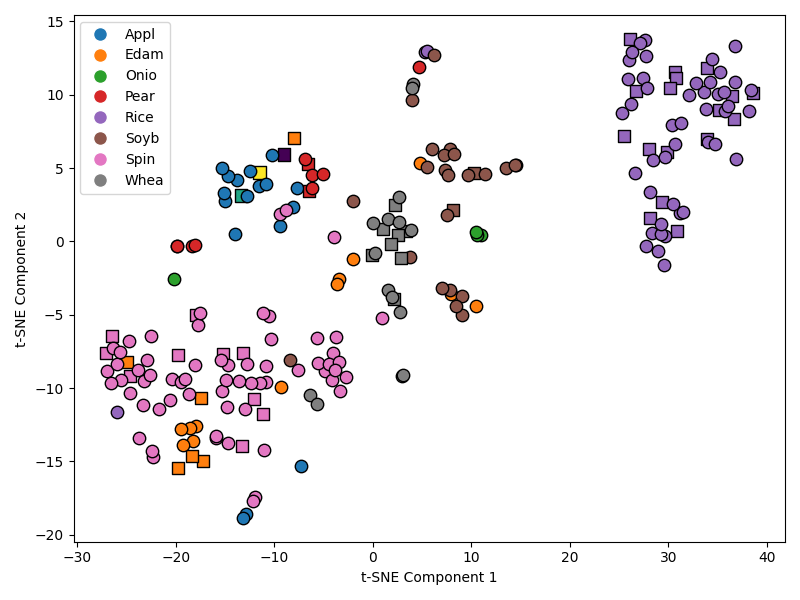 Appl
Edam
Onio
Pear
Rice
Soyb
Spin
Whea
15
10
5
0
−5
−10
−15
−20
t-SNE Component 2
−30 −20 −10 0 10 20 30 40
t-SNE Component 1